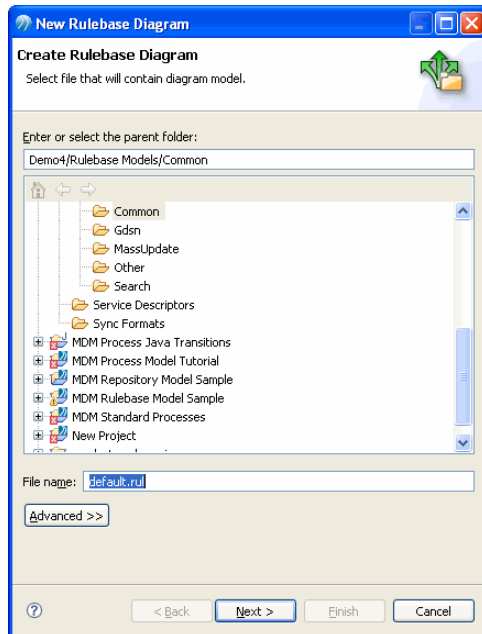 New Rulebase Diagram
Create Rulebase Diagram
Select file that will contain diagram model.
Enter or select the parent folder:
Demo4/Rulebase Models/Common
Common
Gdsn
MassUpdate
Other
Search
Service Descriptors
Sync Formats
MDM Process Java Transitions
MDM Process Model Tutorial
MDM Repository Model Sample
MDM Rulebase Model Sample
MDM Standard Processes
New Project
File name: default.rul
Advanced >>
? < Back Next > Finish Cancel